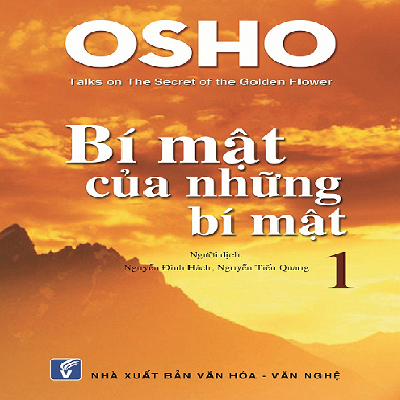 OSHO
Talks on The Secret of the Golden Flower
Bí mật
của những
bí mật
1
Người dịch
Nguyễn Đình Hách, Nguyễn Tiến Quang
NHÀ XUẤT BẢN VĂN HÓA - VĂN NGHỆ